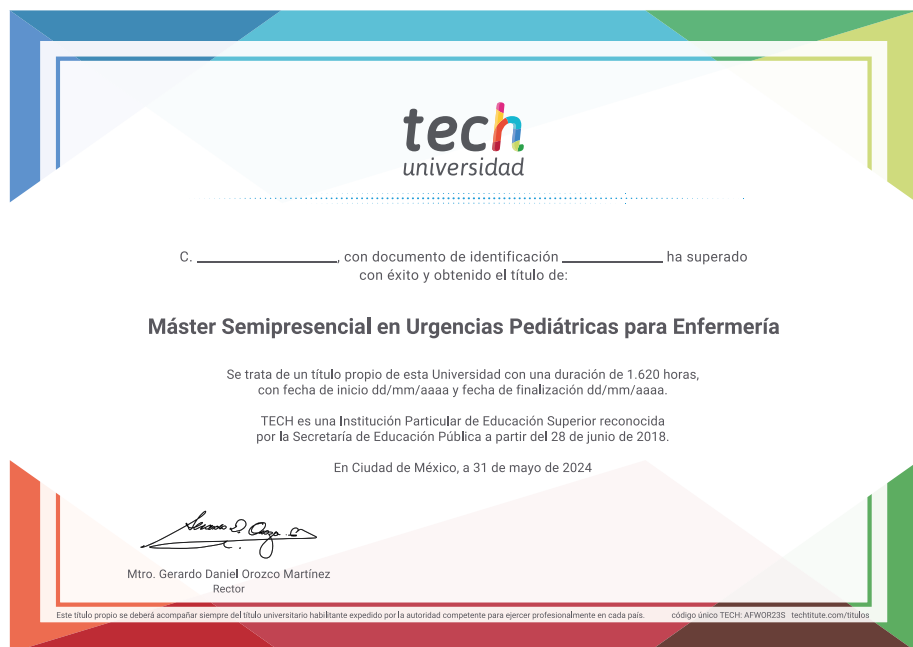 tech
universidad
C. ________________, con documento de identificación ____________ ha superado
con éxito y obtenido el título de:
Máster Semipresencial en Urgencias Pediátricas para Enfermería
Se trata de un título propio de esta Universidad con una duración de 1.620 horas,
con fecha de inicio dd/mm/aaaa y fecha de finalización dd/mm/aaaa.
TECH es una Institución Particular de Educación Superior reconocida
por la Secretaría de Educación Pública a partir del 28 de junio de 2018.
En Ciudad de México, a 31 de mayo de 2024
Mtro. Gerardo Daniel Orozco Martínez
Rector
Este título propio se deberá acompañar siempre del título universitario habilitante expedido por la autoridad competente para ejercer profesionalmente en cada país. código único TECH: AFWOR23S techtitute.com/titulos